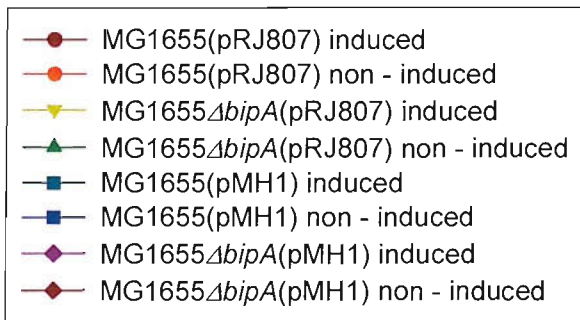 MG1655(pRJ807) induced
MG1655(pRJ807) non - induced
MG1655ΔbipA(pRJ807) induced
MG1655ΔbipA(pRJ807) non - induced
MG1655(pMH1) induced
MG1655(pMH1) non - induced
MG1655ΔbipA(pMH1) induced
MG1655ΔbipA(pMH1) non - induced